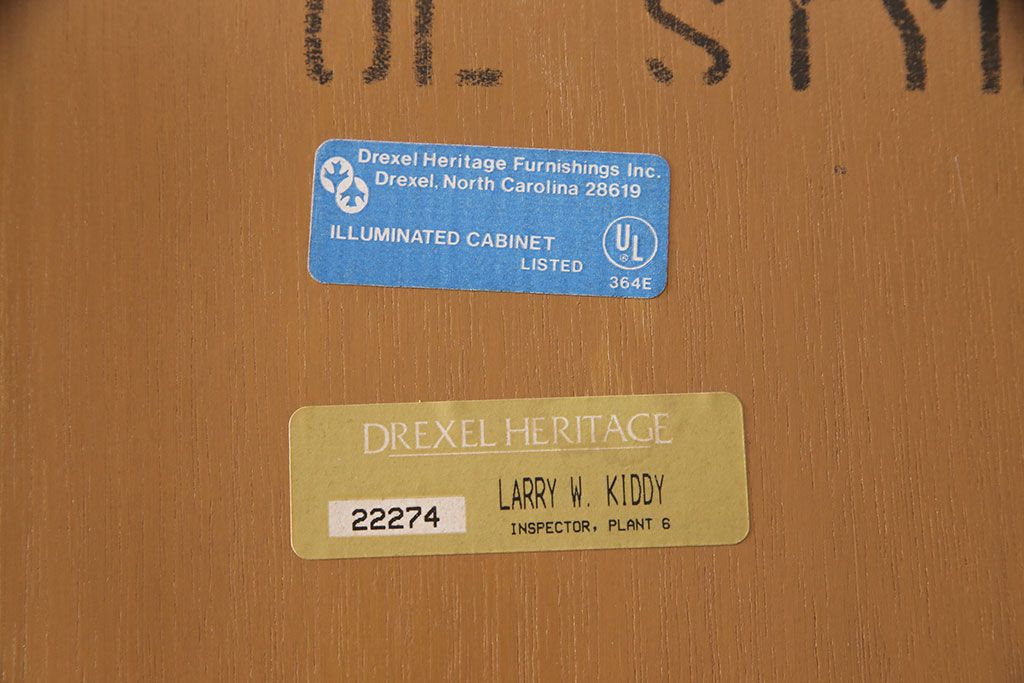 Drexel Heritage Furnishings Inc.
Drexel, North Carolina 28619
ILLUMINATED CABINET
LISTED
UL
364E
DREXEL HERITAGE
22274
LARRY W. KIDDY
INSPECTOR, PLANT 6